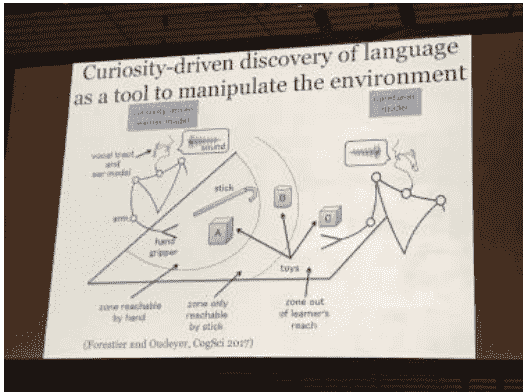 Curiosity-driven discovery of language
as a tool to manipulate the environment
vocal tract
and
ear model
sound
stick
arm
hand
gripper
A
B
C
toys
zone reachable
by hand
zone only
reachable
by stick
zone out
of learner's
reach
(Forestier and Oudeyer, CogSci 2017)